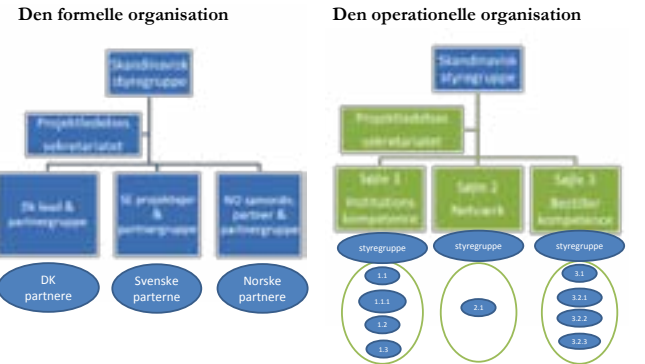 Den formelle organisation
Skandinavisk
styregruppe
Projektledelses
sekretariatet
DK lead &
partnergruppe
SE projektejer
&
partnergruppe
NO samordn.
partner &
partnergruppe
DK
partnere
Svenske
parterne
Norske
partnere
Den operationelle organisation
Skandinavisk
styregruppe
Projektledelses
sekretariatet
Søjle 1
Institutions
kompetence
Søjle 2
Netværk
Søjle 3
Bestiller
kompetence
styregruppe
styregruppe
styregruppe
1.1
1.1.1
1.2
1.3
2.1
3.1
3.2.1
3.2.2
3.2.3